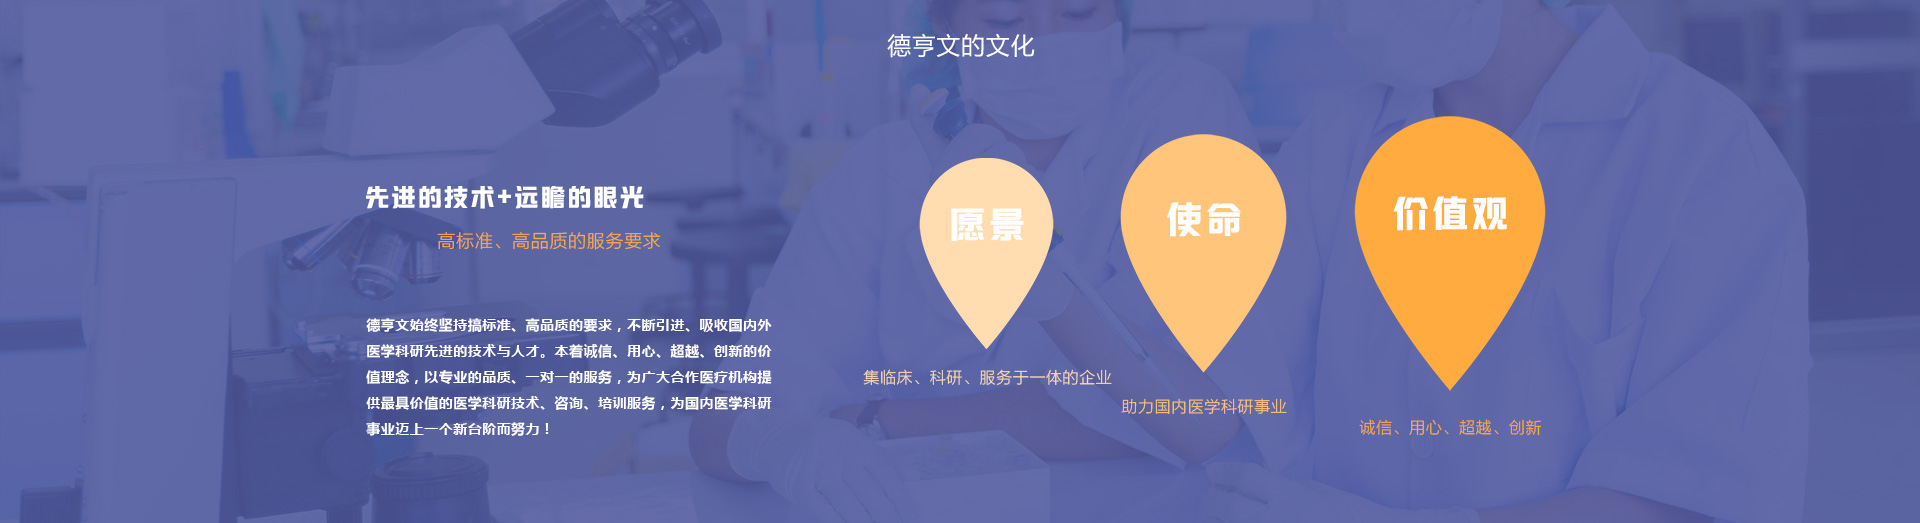 德亨文的文化
先进的技术+远瞻的眼光
高标准、高品质的服务要求
德亨文始终坚持搞标准、高品质的要求，不断引进、吸收国内外
医学科研先进的技术与人才。本着诚信、用心、超越、创新的价
值理念，以专业的品质、一对一的服务，为广大合作医疗机构提
供最具价值的医学科研技术、咨询、培训服务，为国内医学科研
事业迈上一个新台阶而努力！
愿景
集临床、科研、服务于一体的企业
使命
助力国内医学科研事业
价值观
诚信、用心、超越、创新